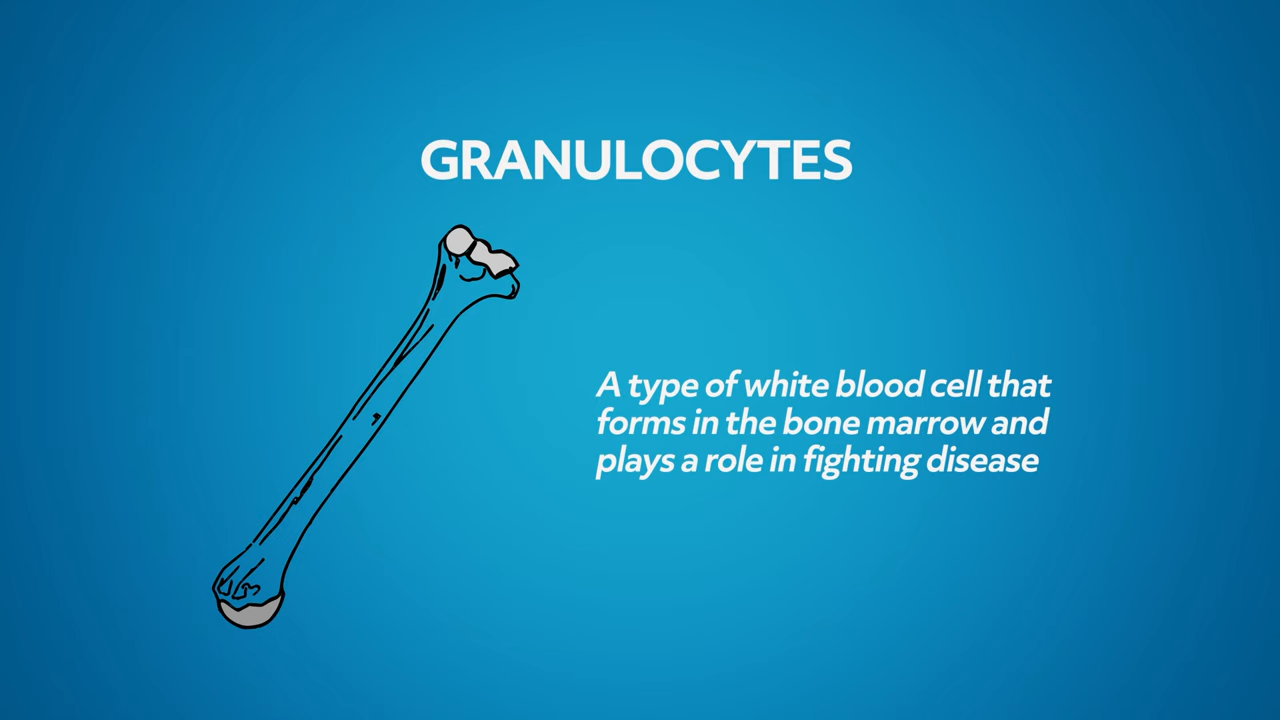 GRANULOCYTES
A type of white blood cell that
forms in the bone marrow and
plays a role in fighting disease